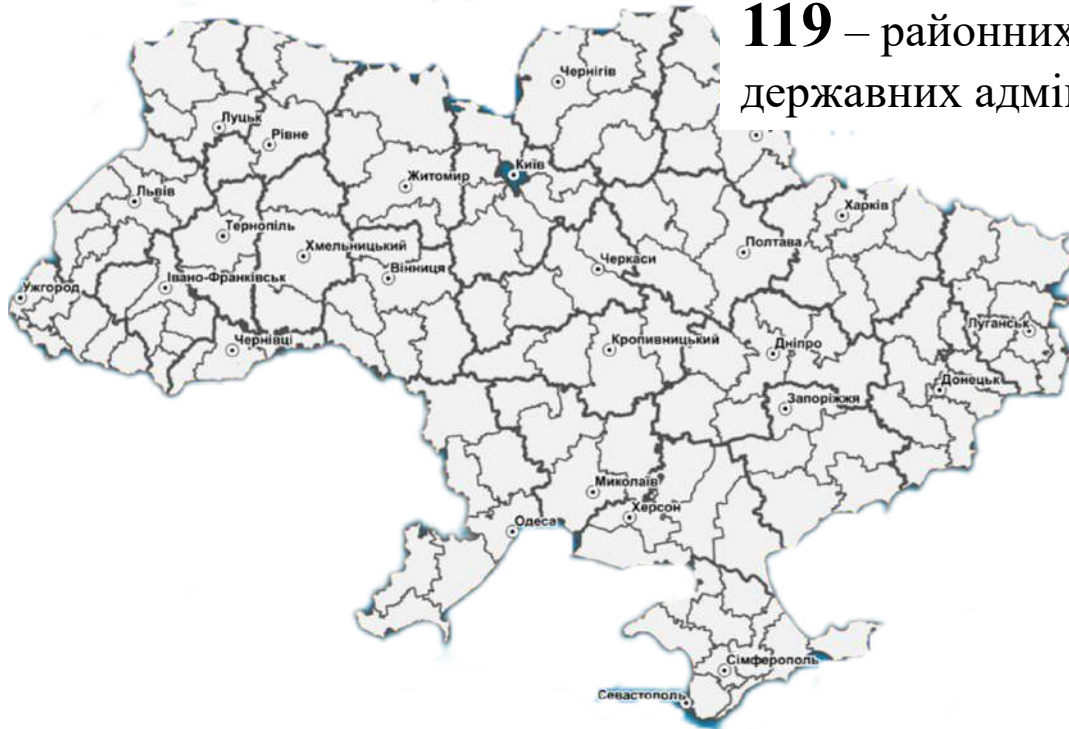 119 – районних
державних адмі
Чернігів
Луцьк
Рівне
Київ
Житомир
Львів
Харків
Тернопіль
Полтава
Хмельницький
Черкаси
Вінниця
Івано-Франківськ
Ужгород
Луганськ
Чернівці
Кропивницький
Дніпро
Донецьк
Запоріжжя
Миколаїв
Херсон
Одеса
Сімферополь
Севастополь